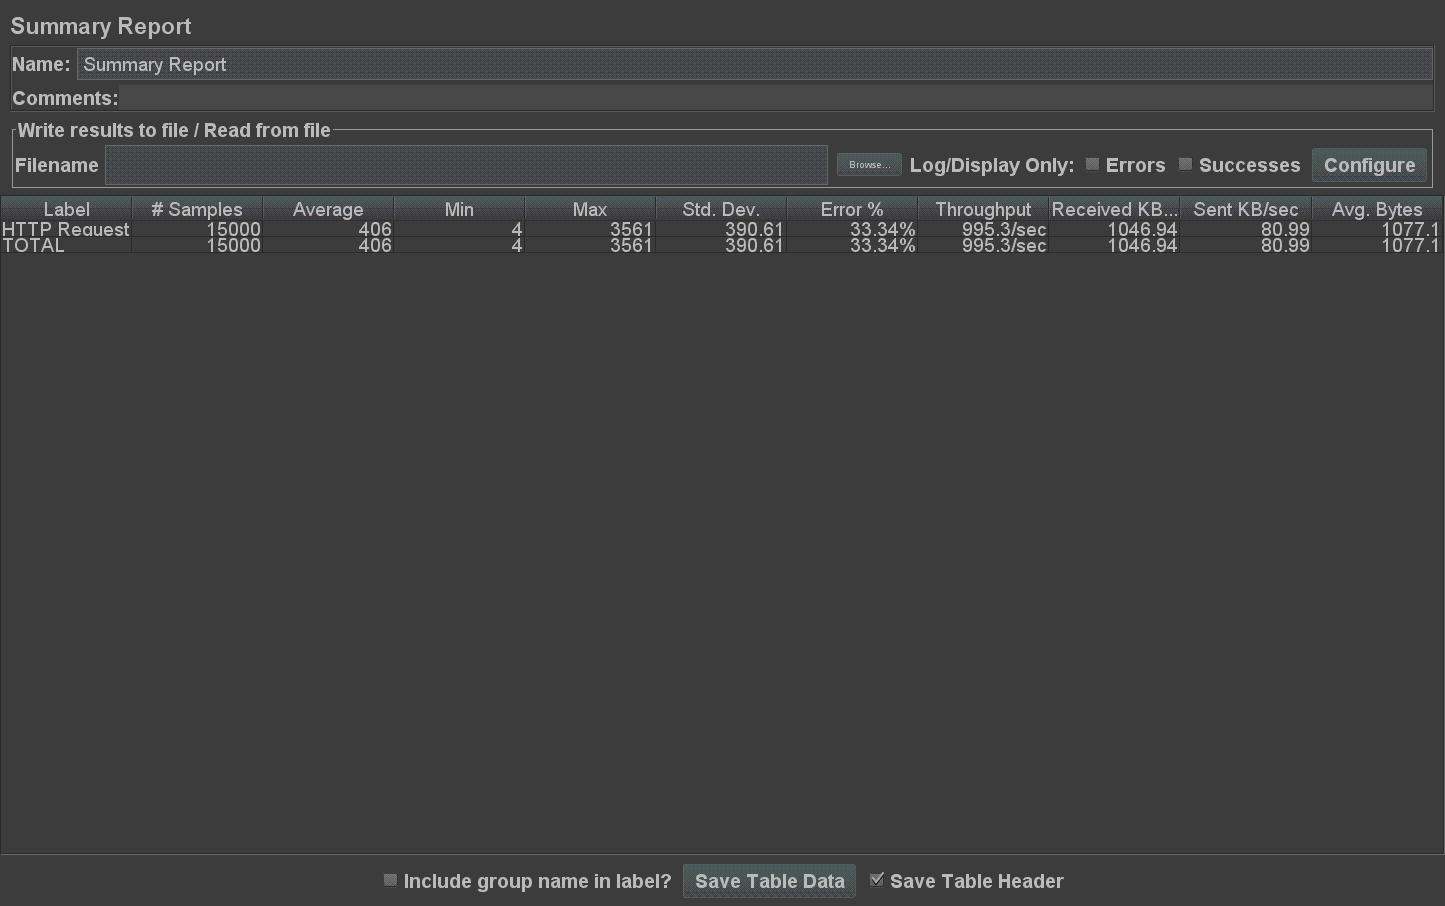 Summary Report
Name: Summary Report
Comments:
Write results to file / Read from file
Filename Browse... Log/Display Only: Errors Successes Configure
Label # Samples Average Min Max Std. Dev. Error % Throughput Received KB... Sent KB/sec Avg. Bytes
HTTP Request 15000 406 4 3561 390.61 33.34% 995.3/sec 1046.94 80.99 1077.1
TOTAL 15000 406 4 3561 390.61 33.34% 995.3/sec 1046.94 80.99 1077.1
Include group name in label? Save Table Data Save Table Header